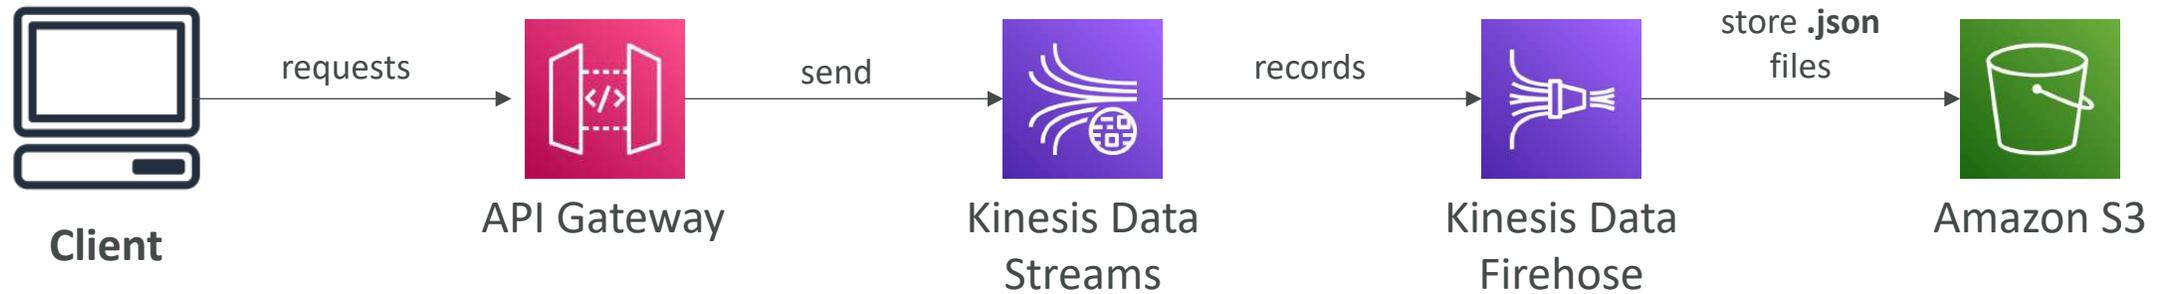 requests
send
records
store .json
files
</>
Client
API Gateway
Kinesis Data
Streams
Kinesis Data
Firehose
Amazon S3